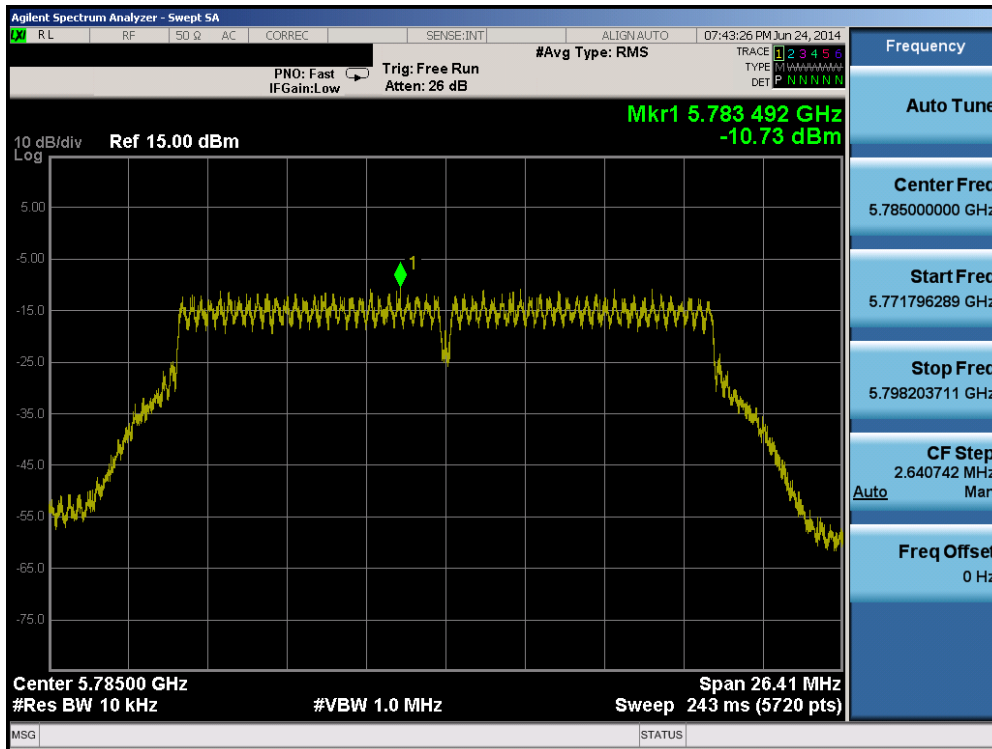 Agilent Spectrum Analyzer - Swept SA
LXI RL RF 50 Ω AC CORREC SENSE:INT ALIGN AUTO 07:43:26 PM Jun 24, 2014
#Avg Type: RMS
TRACE 1 2 3 4 5 6
PNO: Fast Trig: Free Run
TYPE M WWWWW
IFGain:Low Atten: 26 dB
DET P N N N N N
Mkr1 5.783 492 GHz
-10.73 dBm
10 dB/div Ref 15.00 dBm
Log
1
5.00
-5.00
-15.0
-25.0
-35.0
-45.0
-55.0
-65.0
-75.0
Center 5.78500 GHz Span 26.41 MHz
#Res BW 10 kHz #VBW 1.0 MHz Sweep 243 ms (5720 pts)
MSG STATUS
Frequency
Auto Tune
Center Freq
5.785000000 GHz
Start Freq
5.771796289 GHz
Stop Freq
5.798203711 GHz
CF Step
2.640742 MHz
Auto Man
Freq Offset
0 Hz